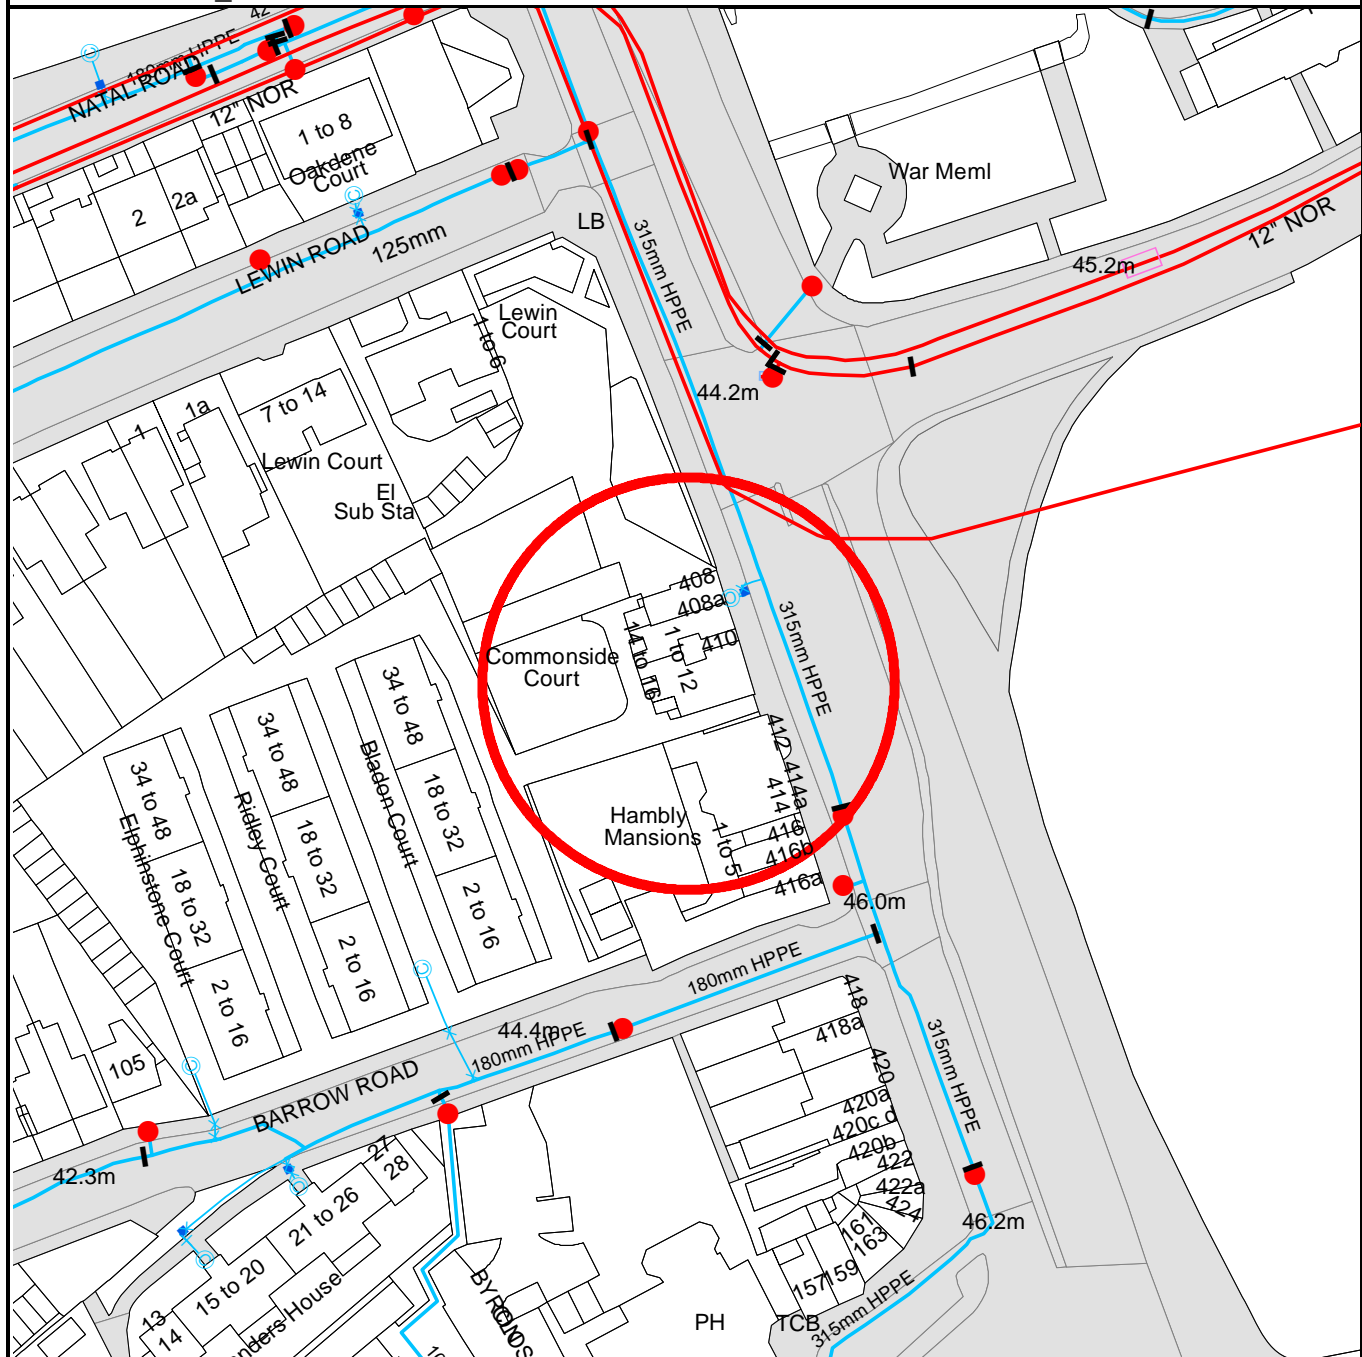 42
180mm HPPE
NATAL ROAD
12" NOR
1 to 8
Oakdene
Court
2
2a
LEWIN ROAD
125mm
LB
315mm HPPE
War Meml
45.2m
12" NOR
Lewin
Court
1 to 6
44.2m
1
1a
7 to 14
Lewin Court
El
Sub Sta
408
408a
410
14 to 16
1 to 12
Commonside
Court
315mm HPPE
34 to 48
34 to 48
34 to 48
Bladon Court
Ridley Court
Elphinstone Court
18 to 32
18 to 32
18 to 32
2 to 16
2 to 16
2 to 16
412
414a
414
416
416b
416a
Hambly
Mansions
1 to 5
46.0m
180mm HPPE
44.4m
180mm HPPE
105
BARROW ROAD
42.3m
418
418a
420
420a
420c d
420b
422
422a
424
315mm HPPE
46.2m
27
28
21 to 26
15 to 20
13
14
nders House
161
163
157
159
PH
TCB
315mm HPPE